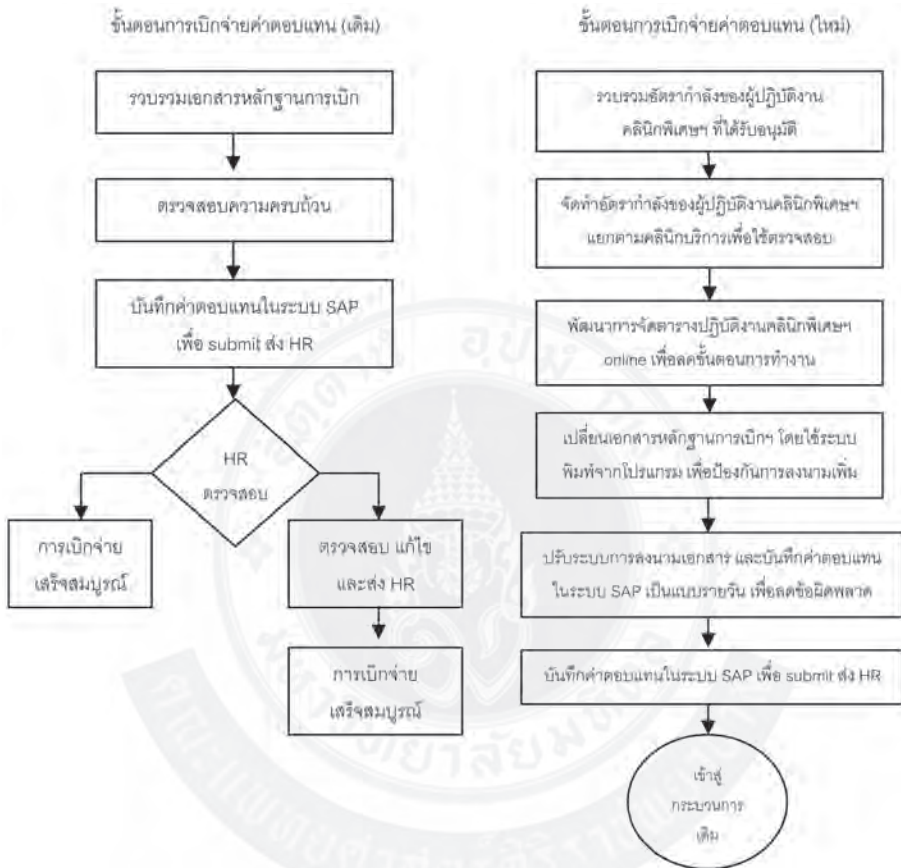 ขั้นตอนการเบิกจ่ายค่าตอบแทน (เดิม)
รวบรวมเอกสารหลักฐานการเบิก
ตรวจสอบความครบถ้วน
บันทึกค่าตอบแทนในระบบ SAP
เพื่อ submit ส่ง HR
HR
ตรวจสอบ
การเบิกจ่าย
เสร็จสมบูรณ์
ตรวจสอบ แก้ไข
และส่ง HR
การเบิกจ่าย
เสร็จสมบูรณ์
ขั้นตอนการเบิกจ่ายค่าตอบแทน (ใหม่)
รวบรวมอัตรากำลังของผู้ปฏิบัติงาน
คลินิกพิเศษฯ ที่ได้รับอนุมัติ
จัดทำอัตรากำลังของผู้ปฏิบัติงานคลินิกพิเศษฯ
แยกตามคลินิกบริการเพื่อใช้ตรวจสอบ
พัฒนาการจัดตารางปฏิบัติงานคลินิกพิเศษฯ
online เพื่อลดขั้นตอนการทำงาน
เปลี่ยนเอกสารหลักฐานการเบิกฯ โดยใช้ระบบ
พิมพ์จากโปรแกรม เพื่อป้องกันการลงนามเพิ่ม
ปรับระบบการลงนามเอกสาร และบันทึกค่าตอบแทน
ในระบบ SAP เป็นแบบรายวัน เพื่อลดข้อผิดพลาด
บันทึกค่าตอบแทนในระบบ SAP เพื่อ submit ส่ง HR
เข้าสู่
กระบวนการ
เดิม